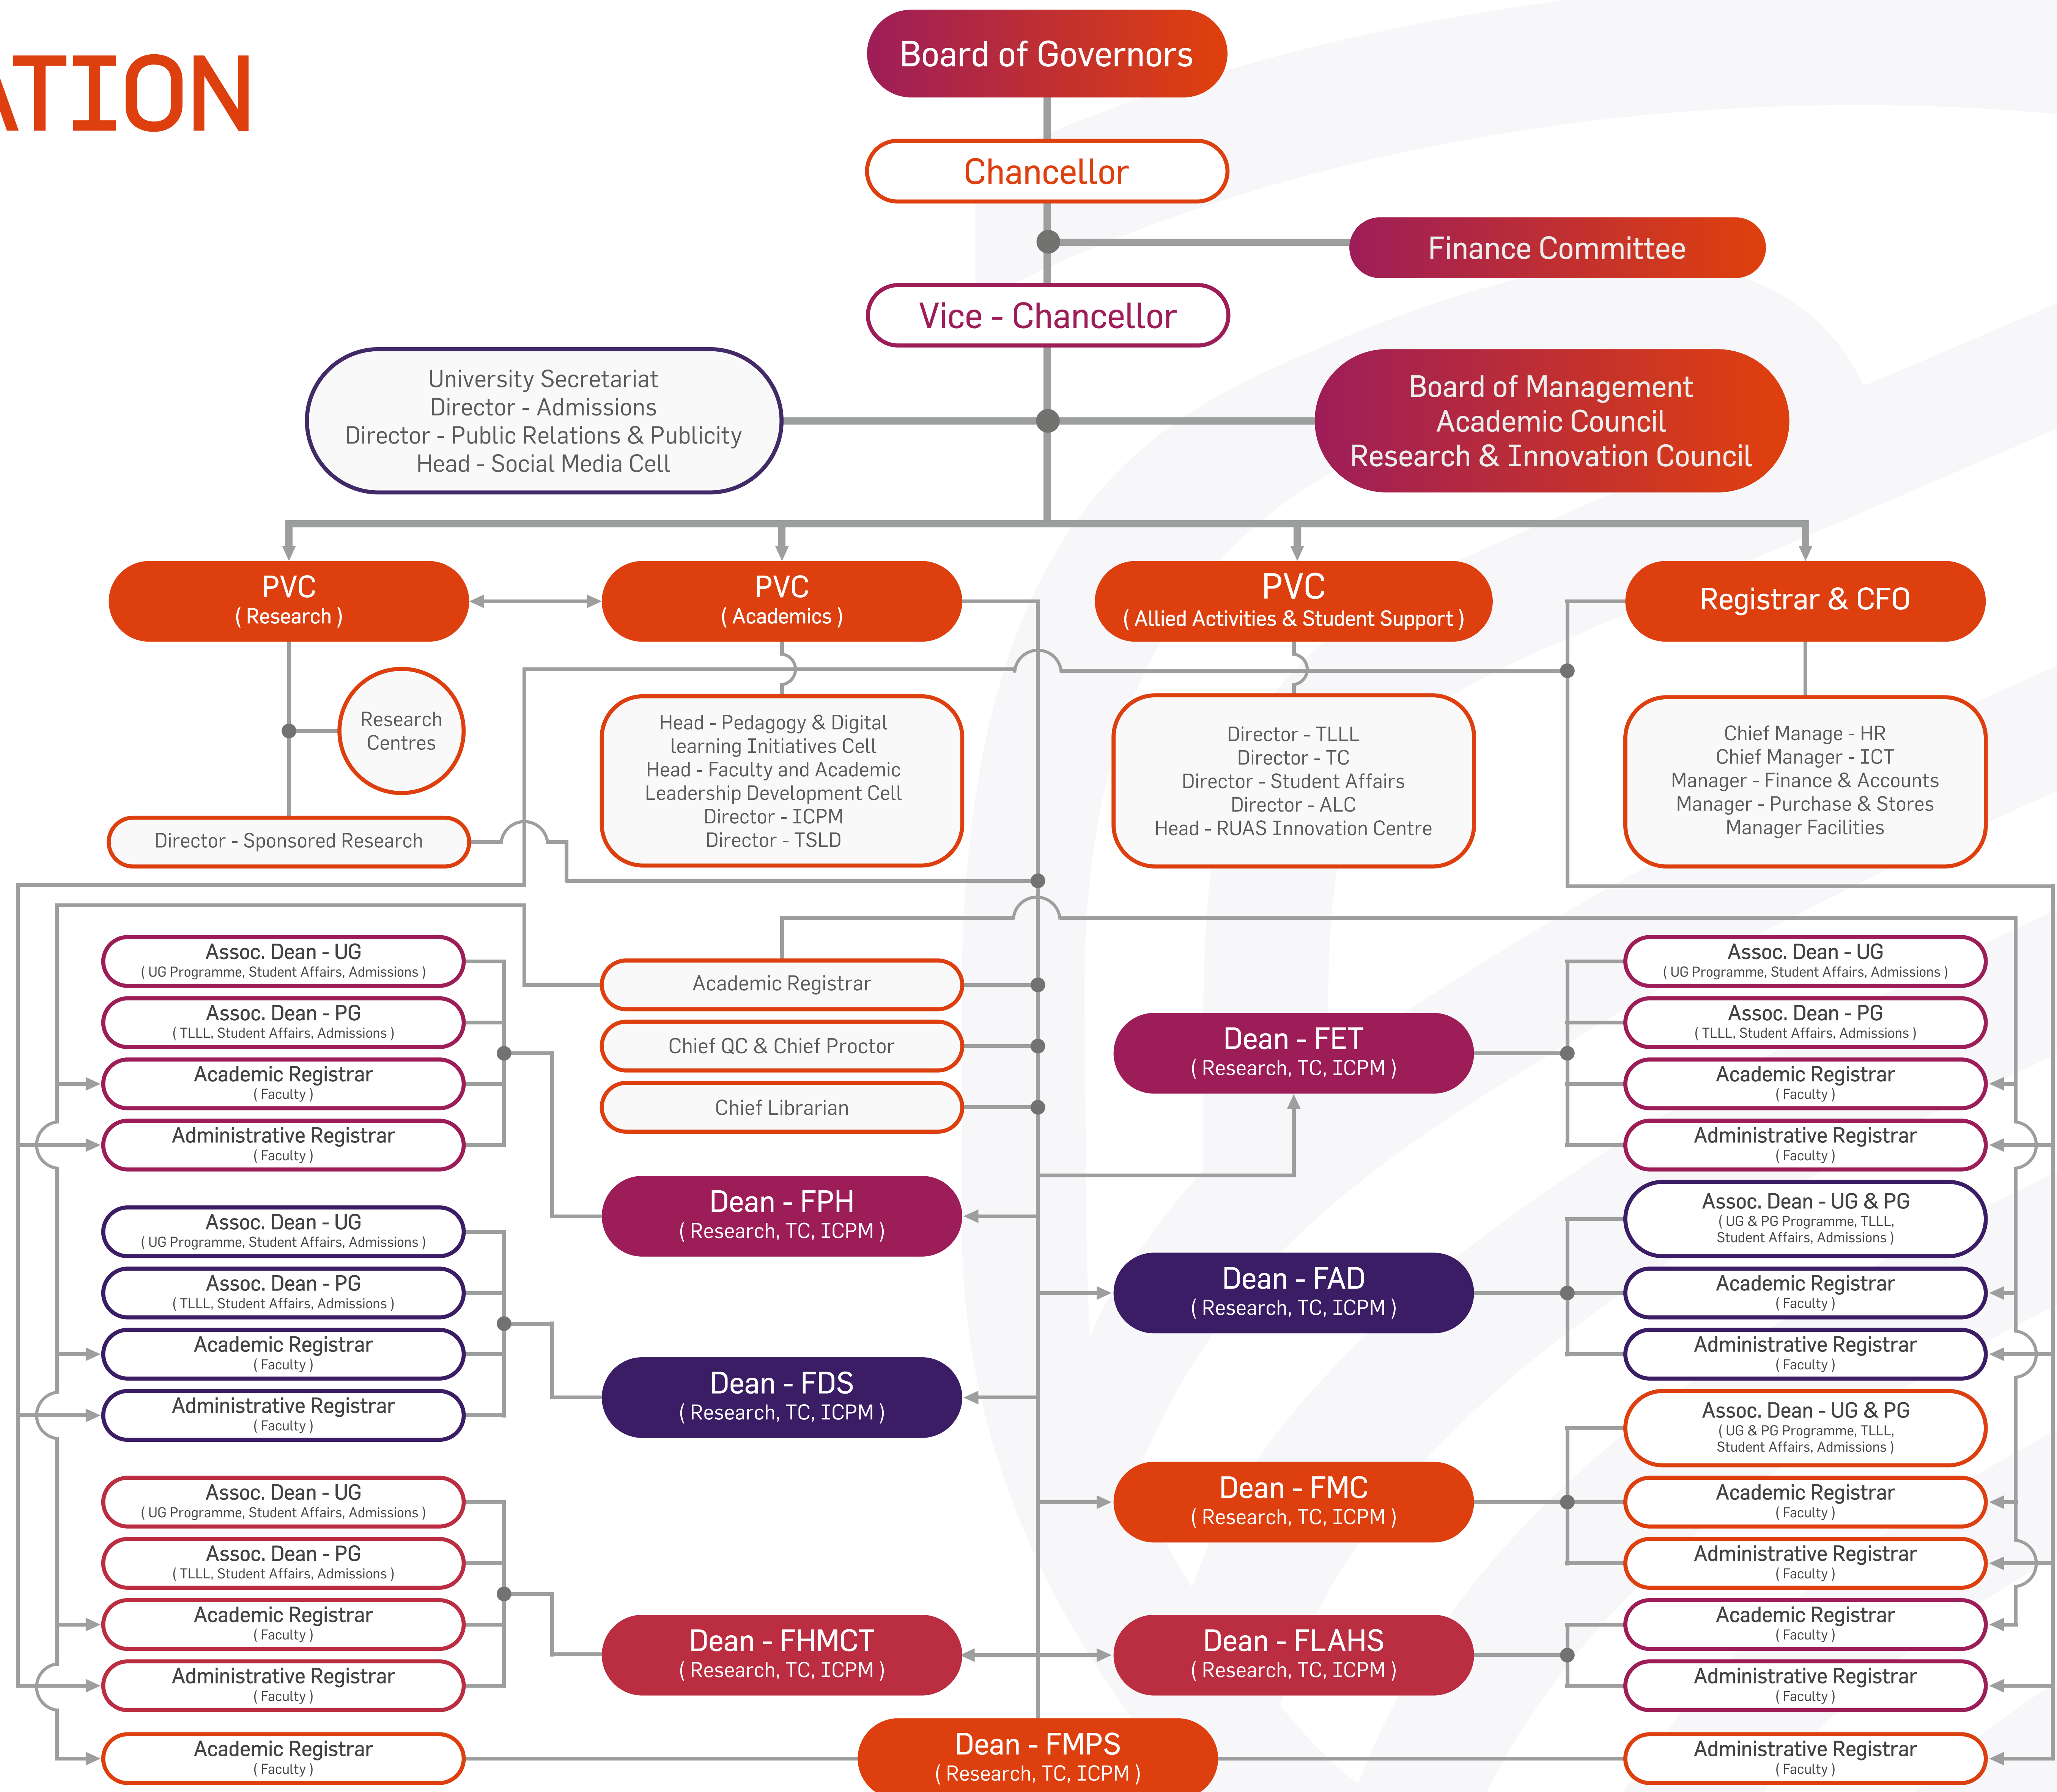 ATION
Board of Governors
Chancellor
Finance Committee
Vice - Chancellor
University Secretariat
Director - Admissions
Director - Public Relations & Publicity
Head - Social Media Cell
Board of Management
Academic Council
Research & Innovation Council
PVC
( Research )
PVC
( Academics )
PVC
( Allied Activities & Student Support )
Registrar & CFO
Research
Centres
Director - Sponsored Research
Head - Pedagogy & Digital
learning Initiatives Cell
Head - Faculty and Academic
Leadership Development Cell
Director - ICPM
Director - TSLD
Director - TLLL
Director - TC
Director - Student Affairs
Director - ALC
Head - RUAS Innovation Centre
Chief Manage - HR
Chief Manager - ICT
Manager - Finance & Accounts
Manager - Purchase & Stores
Manager Facilities
Assoc. Dean - UG
( UG Programme, Student Affairs, Admissions )
Assoc. Dean - PG
( TLLL, Student Affairs, Admissions )
Academic Registrar
( Faculty )
Administrative Registrar
( Faculty )
Academic Registrar
Chief QC & Chief Proctor
Chief Librarian
Dean - FPH
( Research, TC, ICPM )
Dean - FET
( Research, TC, ICPM )
Assoc. Dean - UG
( UG Programme, Student Affairs, Admissions )
Assoc. Dean - PG
( TLLL, Student Affairs, Admissions )
Academic Registrar
( Faculty )
Administrative Registrar
( Faculty )
Assoc. Dean - UG
( UG Programme, Student Affairs, Admissions )
Assoc. Dean - PG
( TLLL, Student Affairs, Admissions )
Academic Registrar
( Faculty )
Administrative Registrar
( Faculty )
Dean - FDS
( Research, TC, ICPM )
Dean - FAD
( Research, TC, ICPM )
Assoc. Dean - UG & PG
( UG & PG Programme, TLLL,
Student Affairs, Admissions )
Academic Registrar
( Faculty )
Administrative Registrar
( Faculty )
Dean - FMC
( Research, TC, ICPM )
Assoc. Dean - UG & PG
( UG & PG Programme, TLLL,
Student Affairs, Admissions )
Academic Registrar
( Faculty )
Administrative Registrar
( Faculty )
Assoc. Dean - UG
( UG Programme, Student Affairs, Admissions )
Assoc. Dean - PG
( TLLL, Student Affairs, Admissions )
Academic Registrar
( Faculty )
Administrative Registrar
( Faculty )
Dean - FHMCT
( Research, TC, ICPM )
Dean - FLAHS
( Research, TC, ICPM )
Academic Registrar
( Faculty )
Administrative Registrar
( Faculty )
Academic Registrar
( Faculty )
Dean - FMPS
( Research, TC, ICPM )
Administrative Registrar
( Faculty )